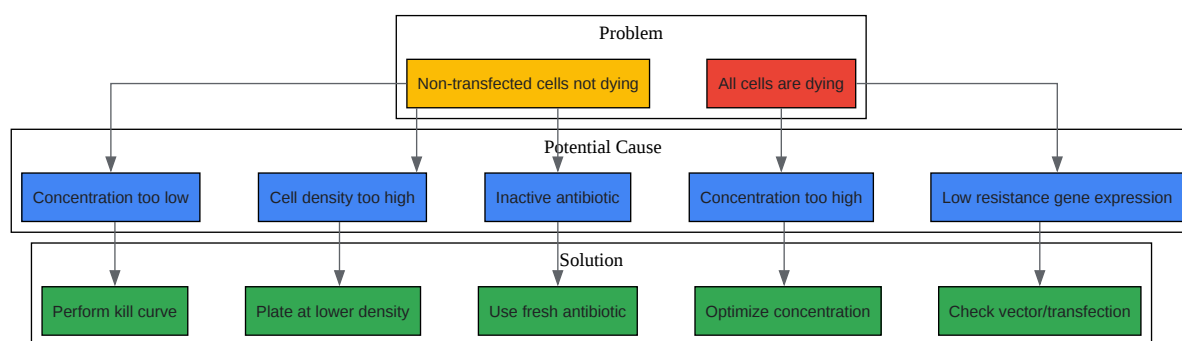 Problem
Non-transfected cells not dying
All cells are dying
Potential Cause
Concentration too low
Cell density too high
Inactive antibiotic
Concentration too high
Low resistance gene expression
Solution
Perform kill curve
Plate at lower density
Use fresh antibiotic
Optimize concentration
Check vector/transfection